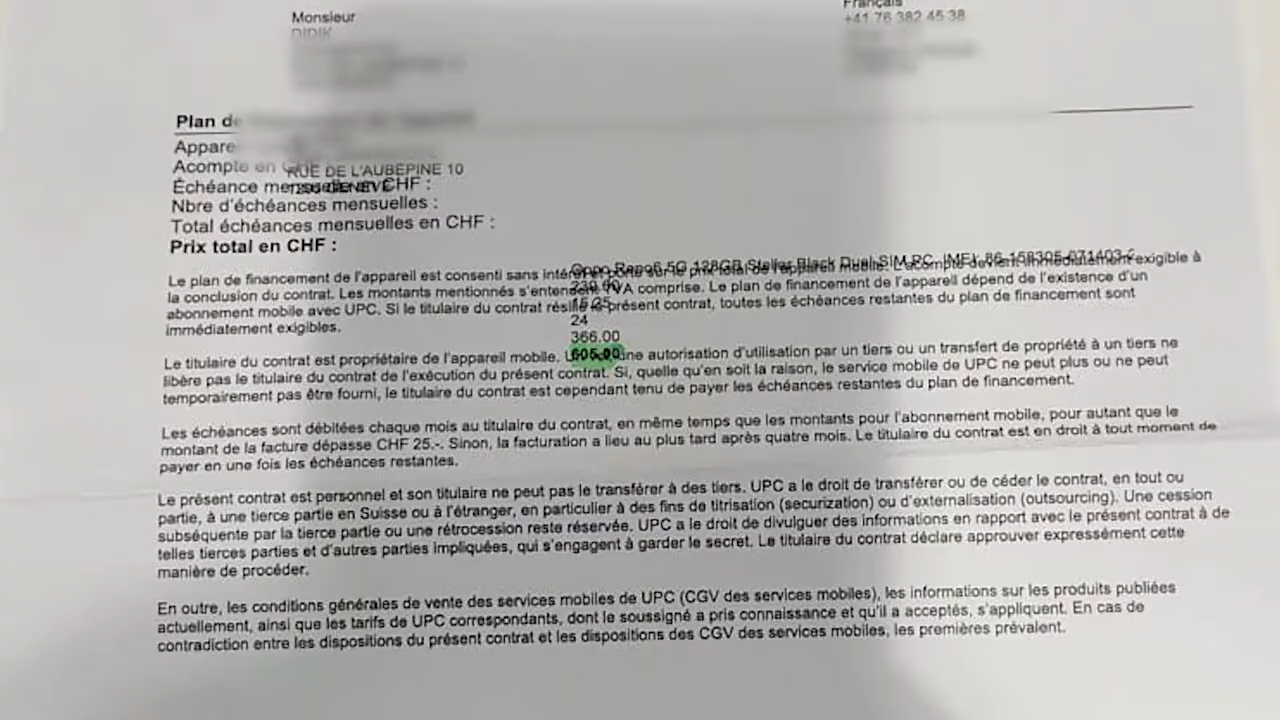 Monsieur
DIDIK
Français
+41 76 382 45 38
Plan de
Appare
Acompte en CHF
RUE DE L'AUBEPINE 10
Échéance mensuelle en CHF :
GENEVE
Nbre d'échéances mensuelles :
Total échéances mensuelles en CHF :
Prix total en CHF :
Oppo Reno6 5G 128GB Stellar Black Dual SIM PC, IMEI:
Le plan de financement de l'appareil est consenti sans intérêt et porte sur le prix total de l'appareil mobile. L'acompte devient immédiatement exigible à
239.00
la conclusion du contrat. Les montants mentionnés s'entendent TVA comprise. Le plan de financement de l'appareil dépend de l'existence d'un
15.25
abonnement mobile avec UPC. Si le titulaire du contrat résilie le présent contrat, toutes les échéances restantes du plan de financement sont
24
immédiatement exigibles.
366.00
605.00
Le titulaire du contrat est propriétaire de l'appareil mobile. une autorisation d'utilisation par un tiers ou un transfert de propriété à un tiers ne
libère pas le titulaire du contrat de l'exécution du présent contrat. Si, quelle qu'en soit la raison, le service mobile de UPC ne peut plus ou ne peut
temporairement pas être fourni, le titulaire du contrat est cependant tenu de payer les échéances restantes du plan de financement.
Les échéances sont débitées chaque mois au titulaire du contrat, en même temps que les montants pour l'abonnement mobile, pour autant que le
montant de la facture dépasse CHF 25.-. Sinon, la facturation a lieu au plus tard après quatre mois. Le titulaire du contrat est en droit à tout moment de
payer en une fois les échéances restantes.
Le présent contrat est personnel et son titulaire ne peut pas le transférer à des tiers. UPC a le droit de transférer ou de céder le contrat, en tout ou
partie, à une tierce partie en Suisse ou à l'étranger, en particulier à des fins de titrisation (securization) ou d'externalisation (outsourcing). Une cession
subséquente par la tierce partie ou une rétrocession reste réservée. UPC a le droit de divulguer des informations en rapport avec le présent contrat à de
telles tierces parties et d'autres parties impliquées, qui s'engagent à garder le secret. Le titulaire du contrat déclare approuver expressément cette
manière de procéder.
En outre, les conditions générales de vente des services mobiles de UPC (CGV des services mobiles), les informations sur les produits publiées
actuellement, ainsi que les tarifs de UPC correspondants, dont le soussigné a pris connaissance et qu'il a acceptés, s'appliquent. En cas de
contradiction entre les dispositions du présent contrat et les dispositions des CGV des services mobiles, les premières prévalent.